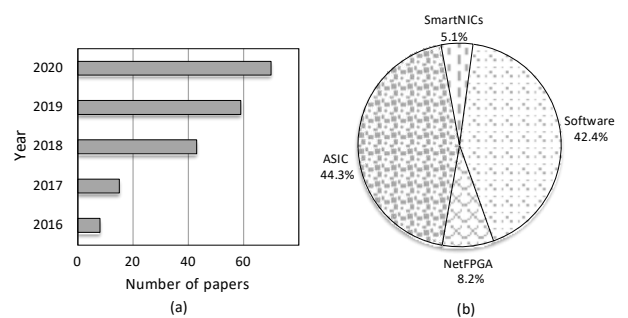 2020
2019
2018
2017
2016
Year
0
20
40
60
Number of papers
(a)
SmartNICs
5.1%
Software
42.4%
ASIC
44.3%
NetFPGA
8.2%
(b)